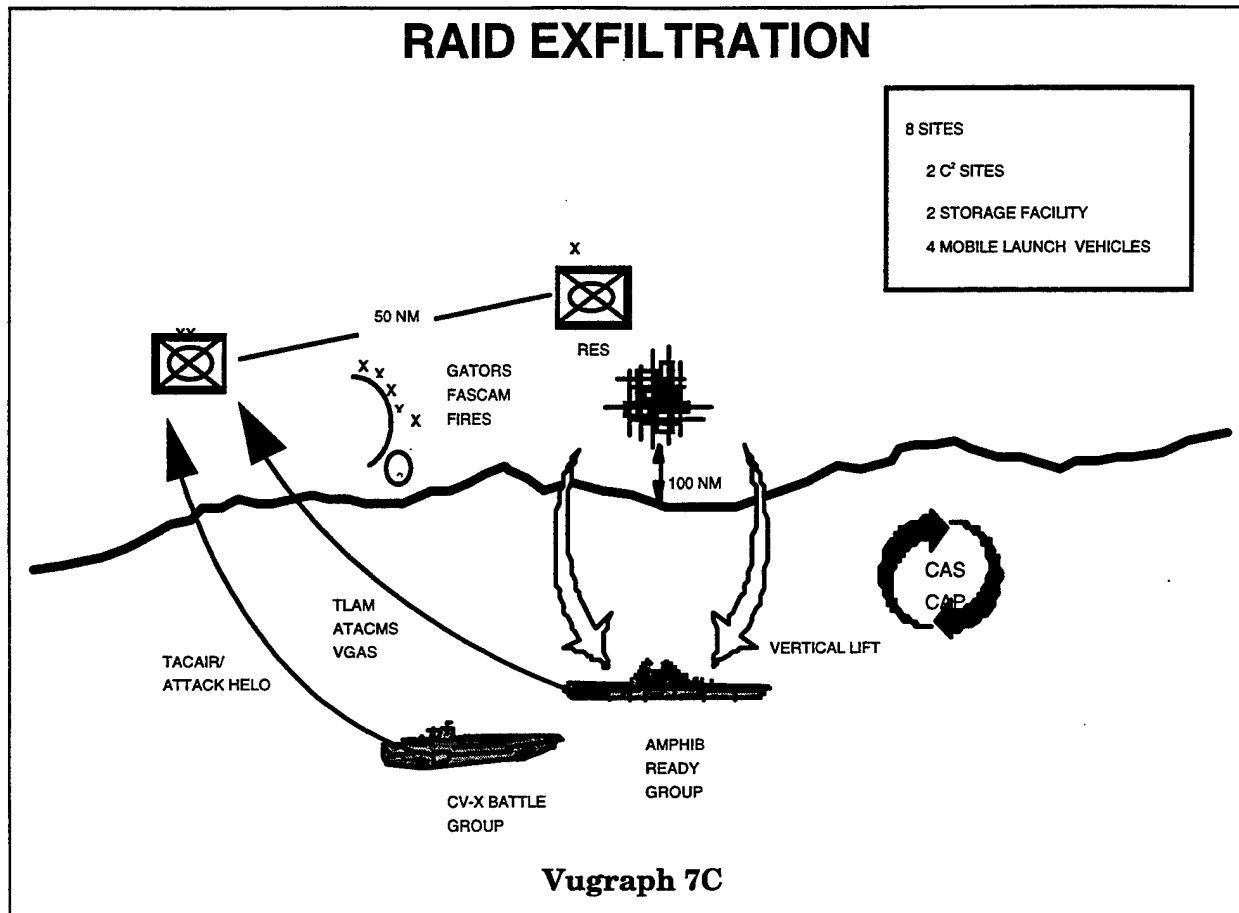 RAID EXFILTRATION
8 SITES
2 C² SITES
2 STORAGE FACILITY
4 MOBILE LAUNCH VEHICLES
X
50 NM
RES
XX
X
X
X
Y
X
GATORS
FASCAM
FIRES
100 NM
CAS
CAP
TLAM
ATACMS
VGAS
TACAIR/
ATTACK HELO
VERTICAL LIFT
AMPHIB
READY
GROUP
CV-X BATTLE
GROUP
Vugraph 7C